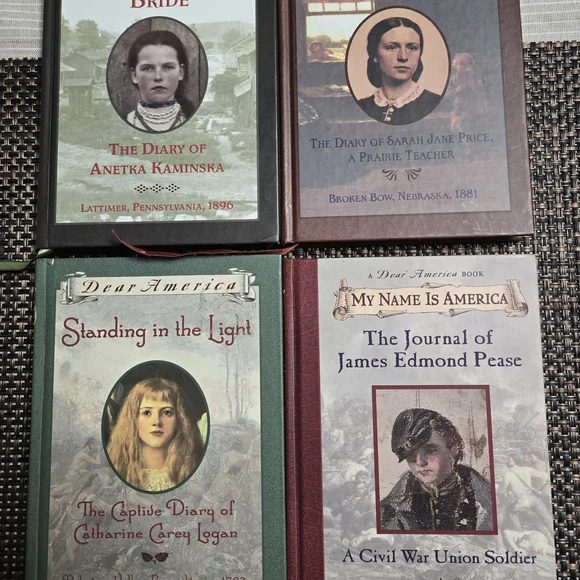 BRIDE
THE DIARY OF
ANETKA KAMINSKA
LATTIMER, PENNSYLVANIA, 1896
THE DIARY OF SARAH JANE PRICE,
A PRAIRIE TEACHER
BROKEN BOW, NEBRASKA, 1881
Dear America
Standing in the Light
The Captive Diary of
Catharine Carey Logan
A Dear America BOOK
MY NAME IS AMERICA
The Journal of
James Edmond Pease
A Civil War Union Soldier